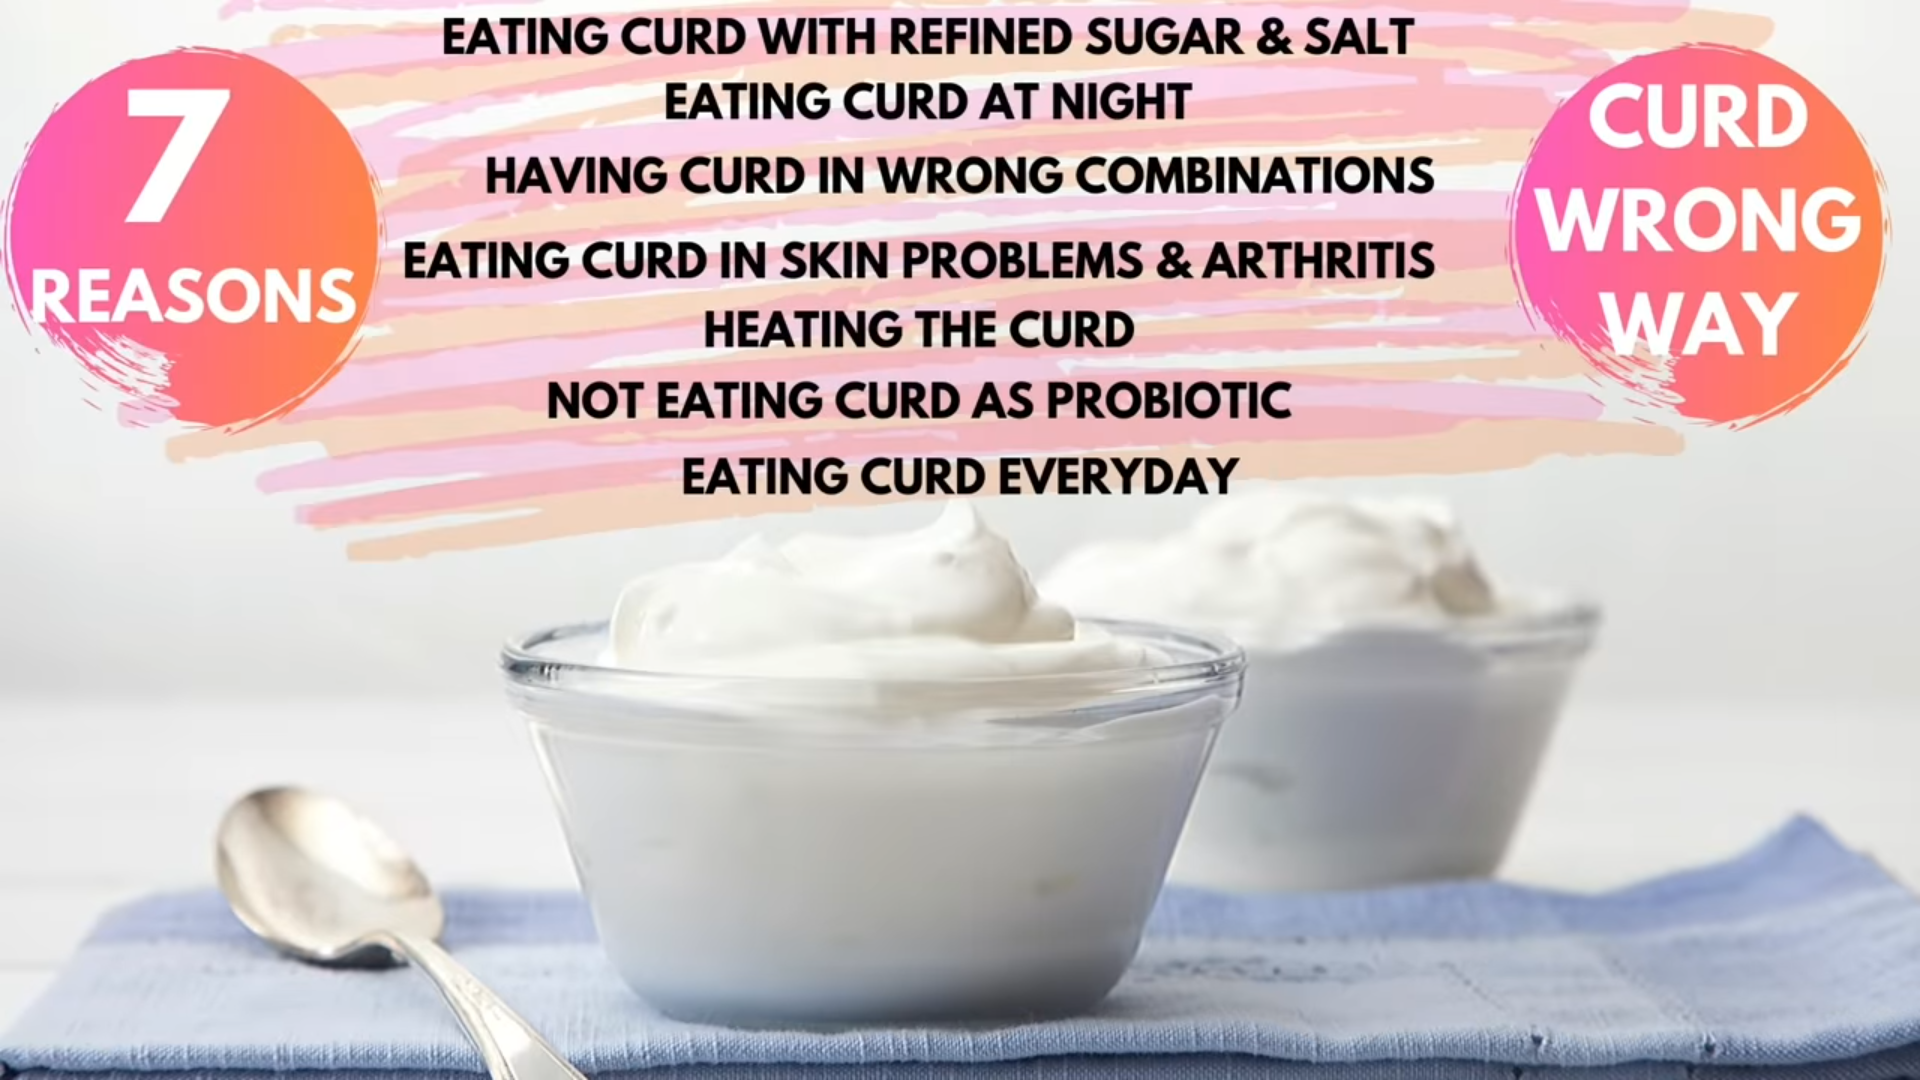 7
REASONS
EATING CURD WITH REFINED SUGAR & SALT
EATING CURD AT NIGHT
HAVING CURD IN WRONG COMBINATIONS
EATING CURD IN SKIN PROBLEMS & ARTHRITIS
HEATING THE CURD
NOT EATING CURD AS PROBIOTIC
EATING CURD EVERYDAY
CURD
WRONG
WAY